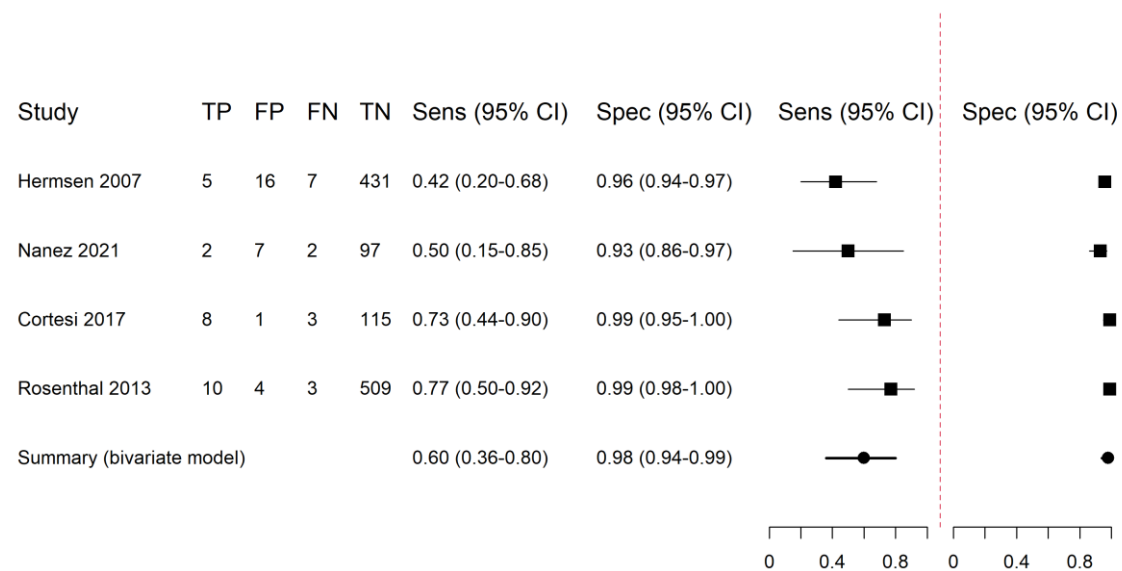 Study TP FP FN TN Sens (95% CI) Spec (95% CI) Sens (95% CI) Spec (95% CI)
Hermsen 2007 5 16 7 431 0.42 (0.20-0.68) 0.96 (0.94-0.97)
Nanez 2021 2 7 2 97 0.50 (0.15-0.85) 0.93 (0.86-0.97)
Cortesi 2017 8 1 3 115 0.73 (0.44-0.90) 0.99 (0.95-1.00)
Rosenthal 2013 10 4 3 509 0.77 (0.50-0.92) 0.99 (0.98-1.00)
Summary (bivariate model) 0.60 (0.36-0.80) 0.98 (0.94-0.99)
0 0.4 0.8 0 0.4 0.8